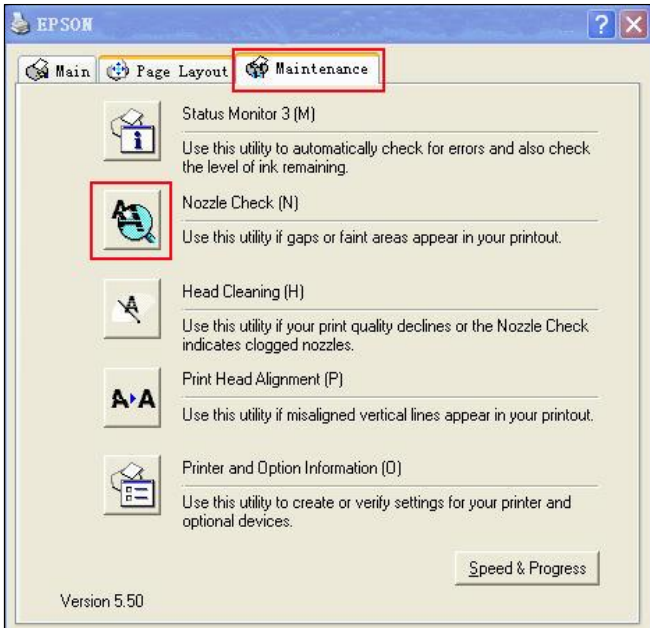 EPSON
Main Page Layout Maintenance
Status Monitor 3 (M)
Use this utility to automatically check for errors and also check
the level of ink remaining.
Nozzle Check (N)
Use this utility if gaps or faint areas appear in your printout.
Head Cleaning (H)
Use this utility if your print quality declines or the Nozzle Check
indicates clogged nozzles.
Print Head Alignment (P)
Use this utility if misaligned vertical lines appear in your printout.
Printer and Option Information (O)
Use this utility to create or verify settings for your printer and
optional devices.
Speed & Progress
Version 5.50